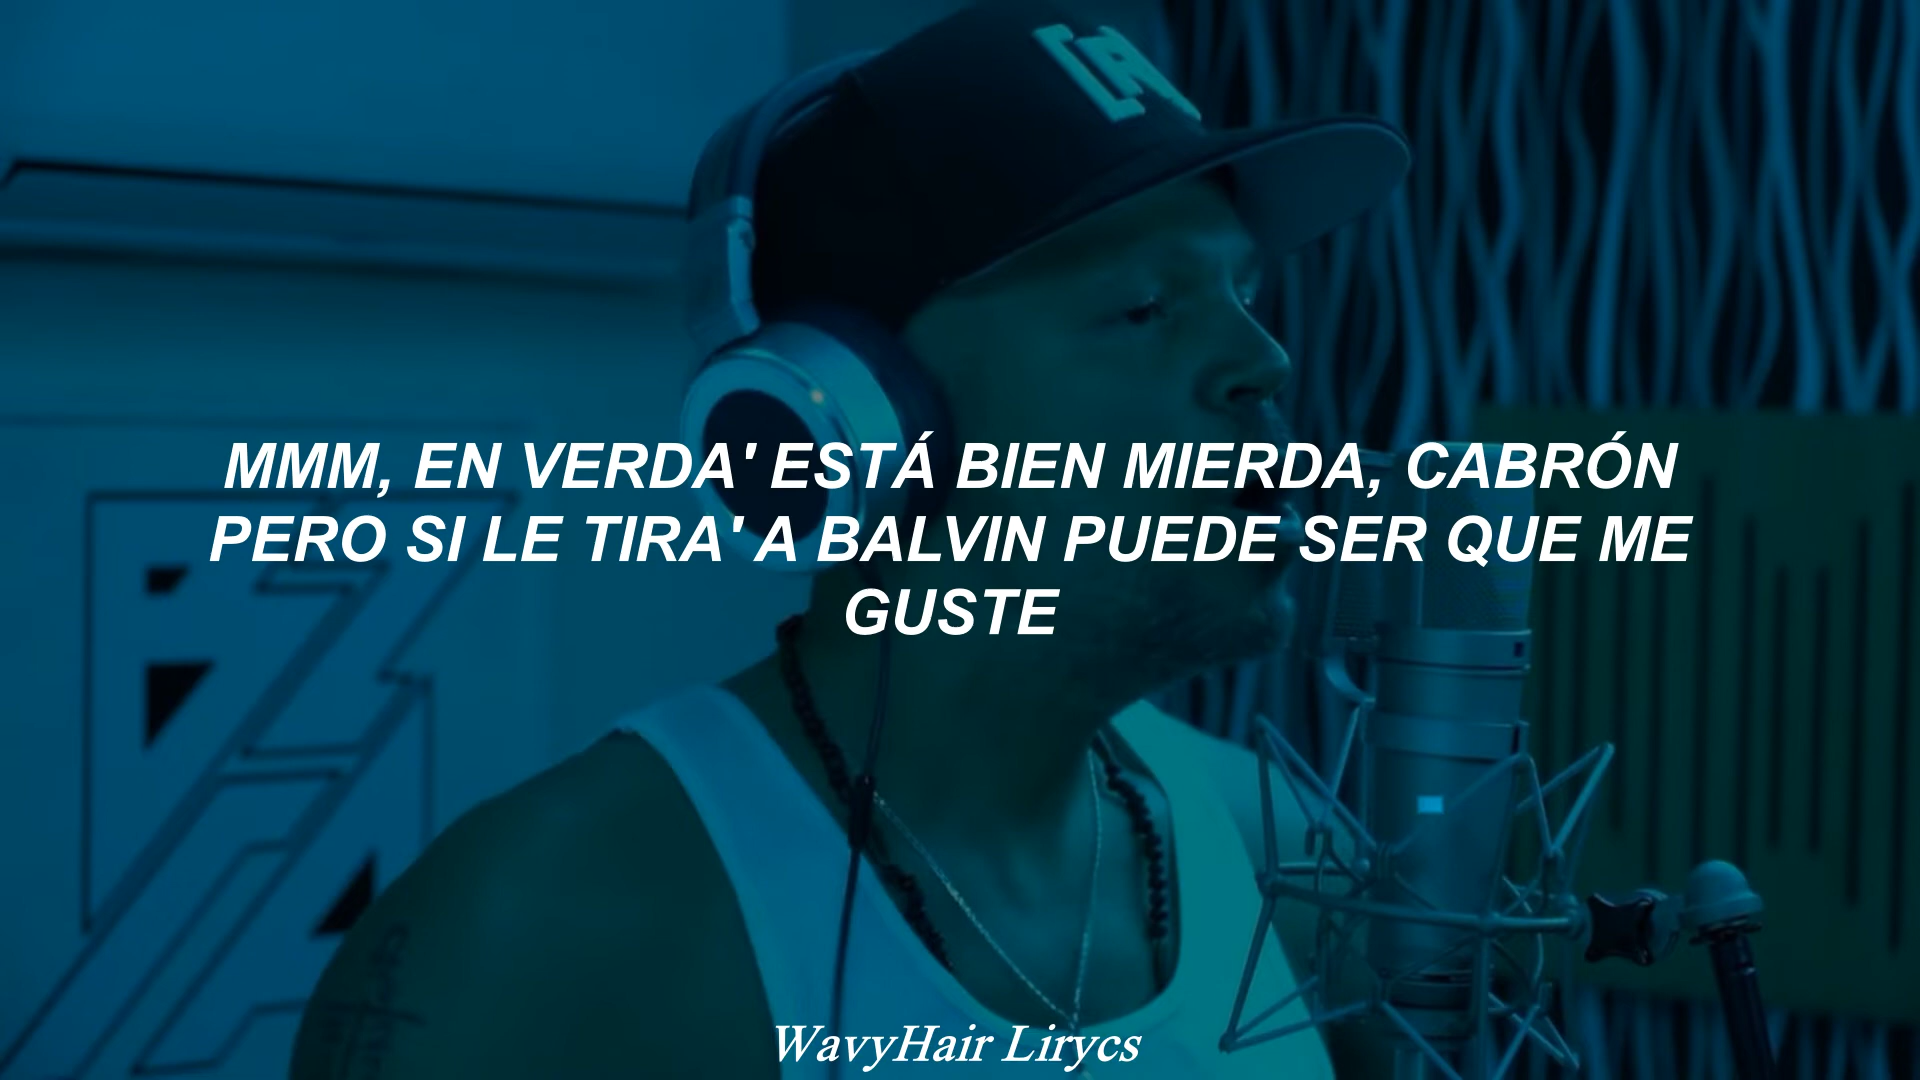 MMM, EN VERDA' ESTÁ BIEN MIERDA, CABRÓN
PERO SI LE TIRA' A BALVIN PUEDE SER QUE ME
GUSTE
WavyHair Lirycs